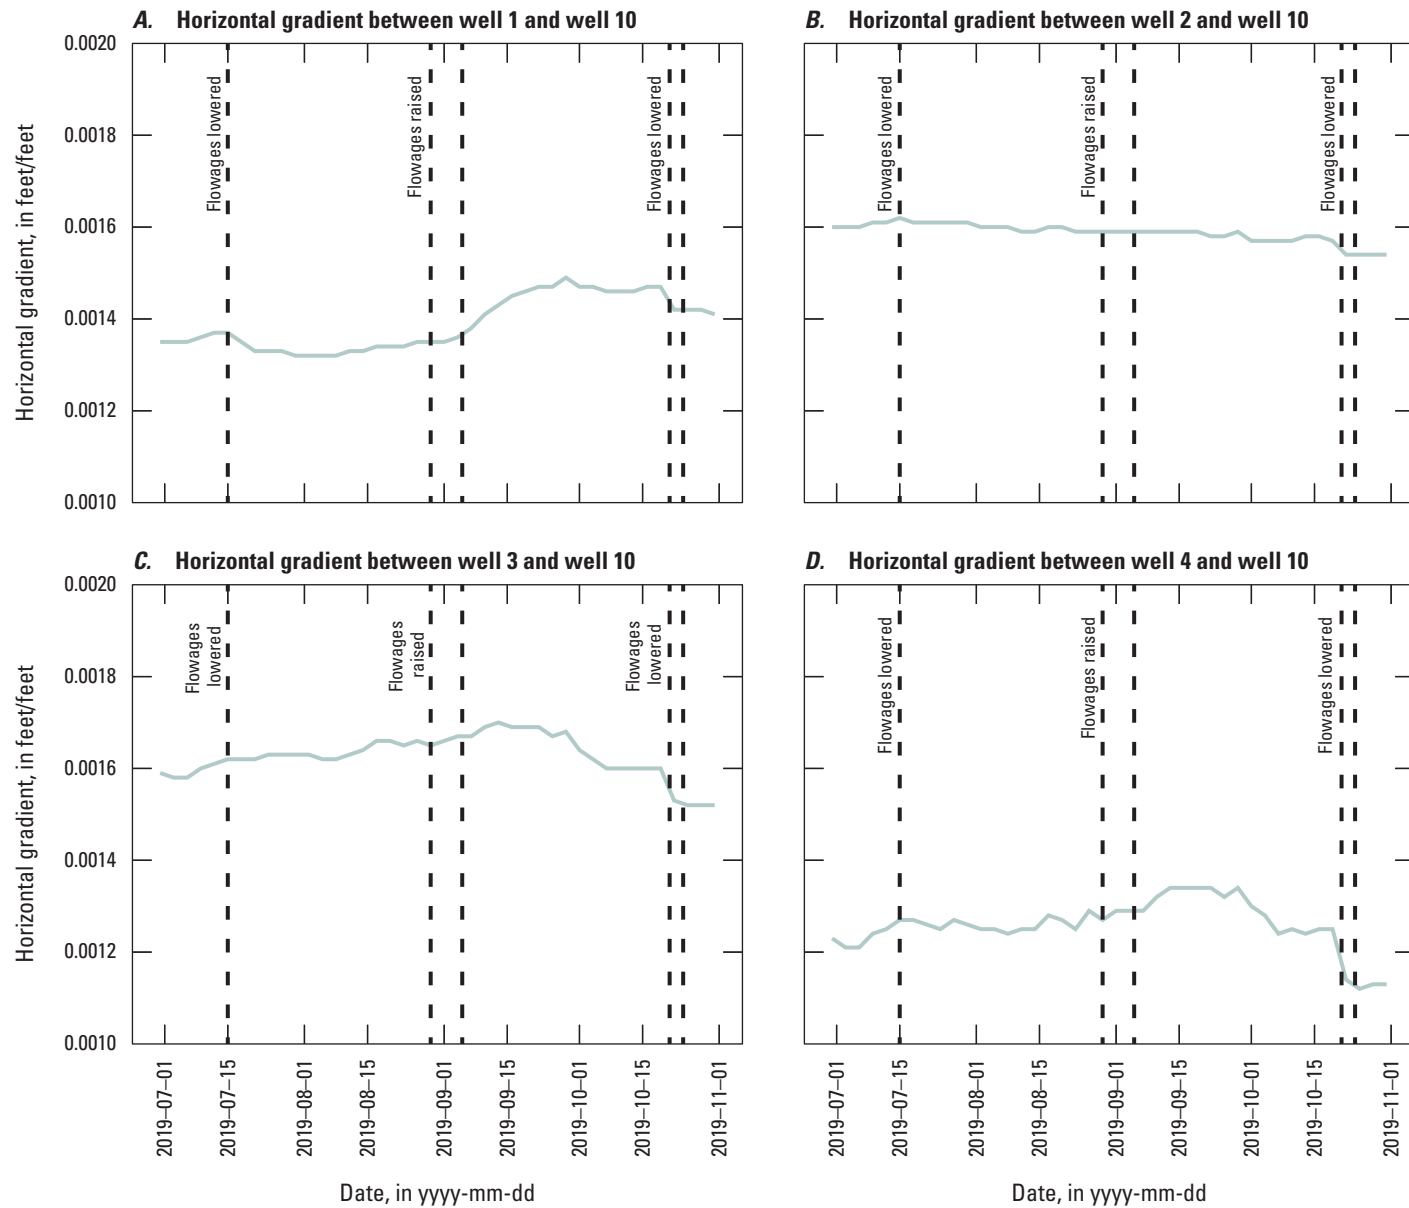 A. Horizontal gradient between well 1 and well 10
0.0020
0.0018
0.0016
0.0014
0.0012
0.0010
Horizontal gradient, in feet/feet
Flowages lowered
Flowages raised
Flowages lowered
B. Horizontal gradient between well 2 and well 10
Flowages lowered
Flowages raised
Flowages lowered
C. Horizontal gradient between well 3 and well 10
0.0020
0.0018
0.0016
0.0014
0.0012
0.0010
Horizontal gradient, in feet/feet
Flowages
lowered
Flowages
raised
Flowages
lowered
2019–07–01
2019–07–15
2019–08–01
2019–08–15
2019–09–01
2019–09–15
2019–10–01
2019–10–15
2019–11–01
Date, in yyyy-mm-dd
D. Horizontal gradient between well 4 and well 10
Flowages lowered
Flowages raised
Flowages lowered
2019–07–01
2019–07–15
2019–08–01
2019–08–15
2019–09–01
2019–09–15
2019–10–01
2019–10–15
2019–11–01
Date, in yyyy-mm-dd